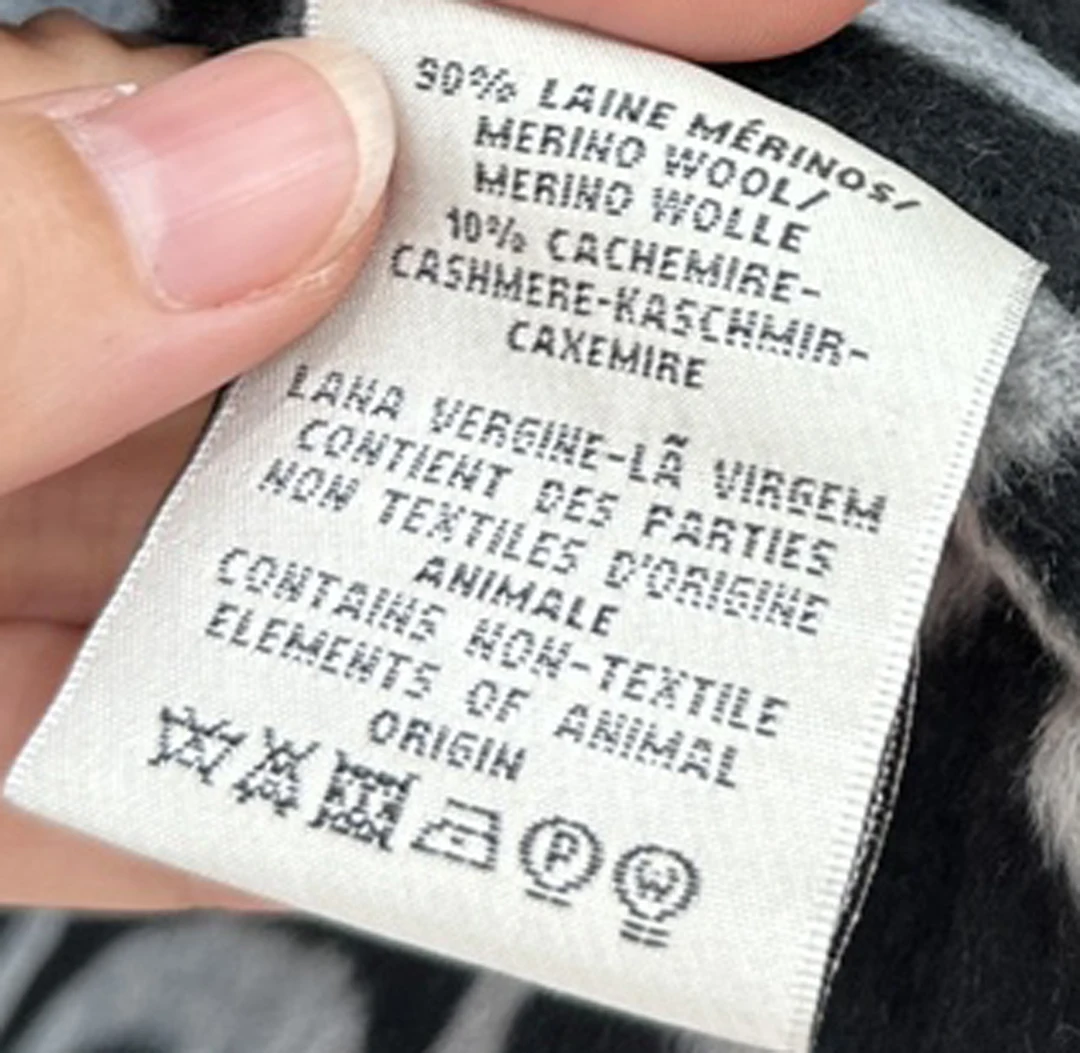 90% LAINE MÉRINOS/
MERINO WOOL/
MERINO WOLLE
10% CACHEMIRE-
CASHMERE-KASCHMIR-
CAXEMIRE
LANA VERGINE-LÃ VIRGEM
CONTIENT DES PARTIES
NON TEXTILES D'ORIGINE
ANIMALE
CONTAINS NON-TEXTILE
ELEMENTS OF ANIMAL
ORIGIN
P W